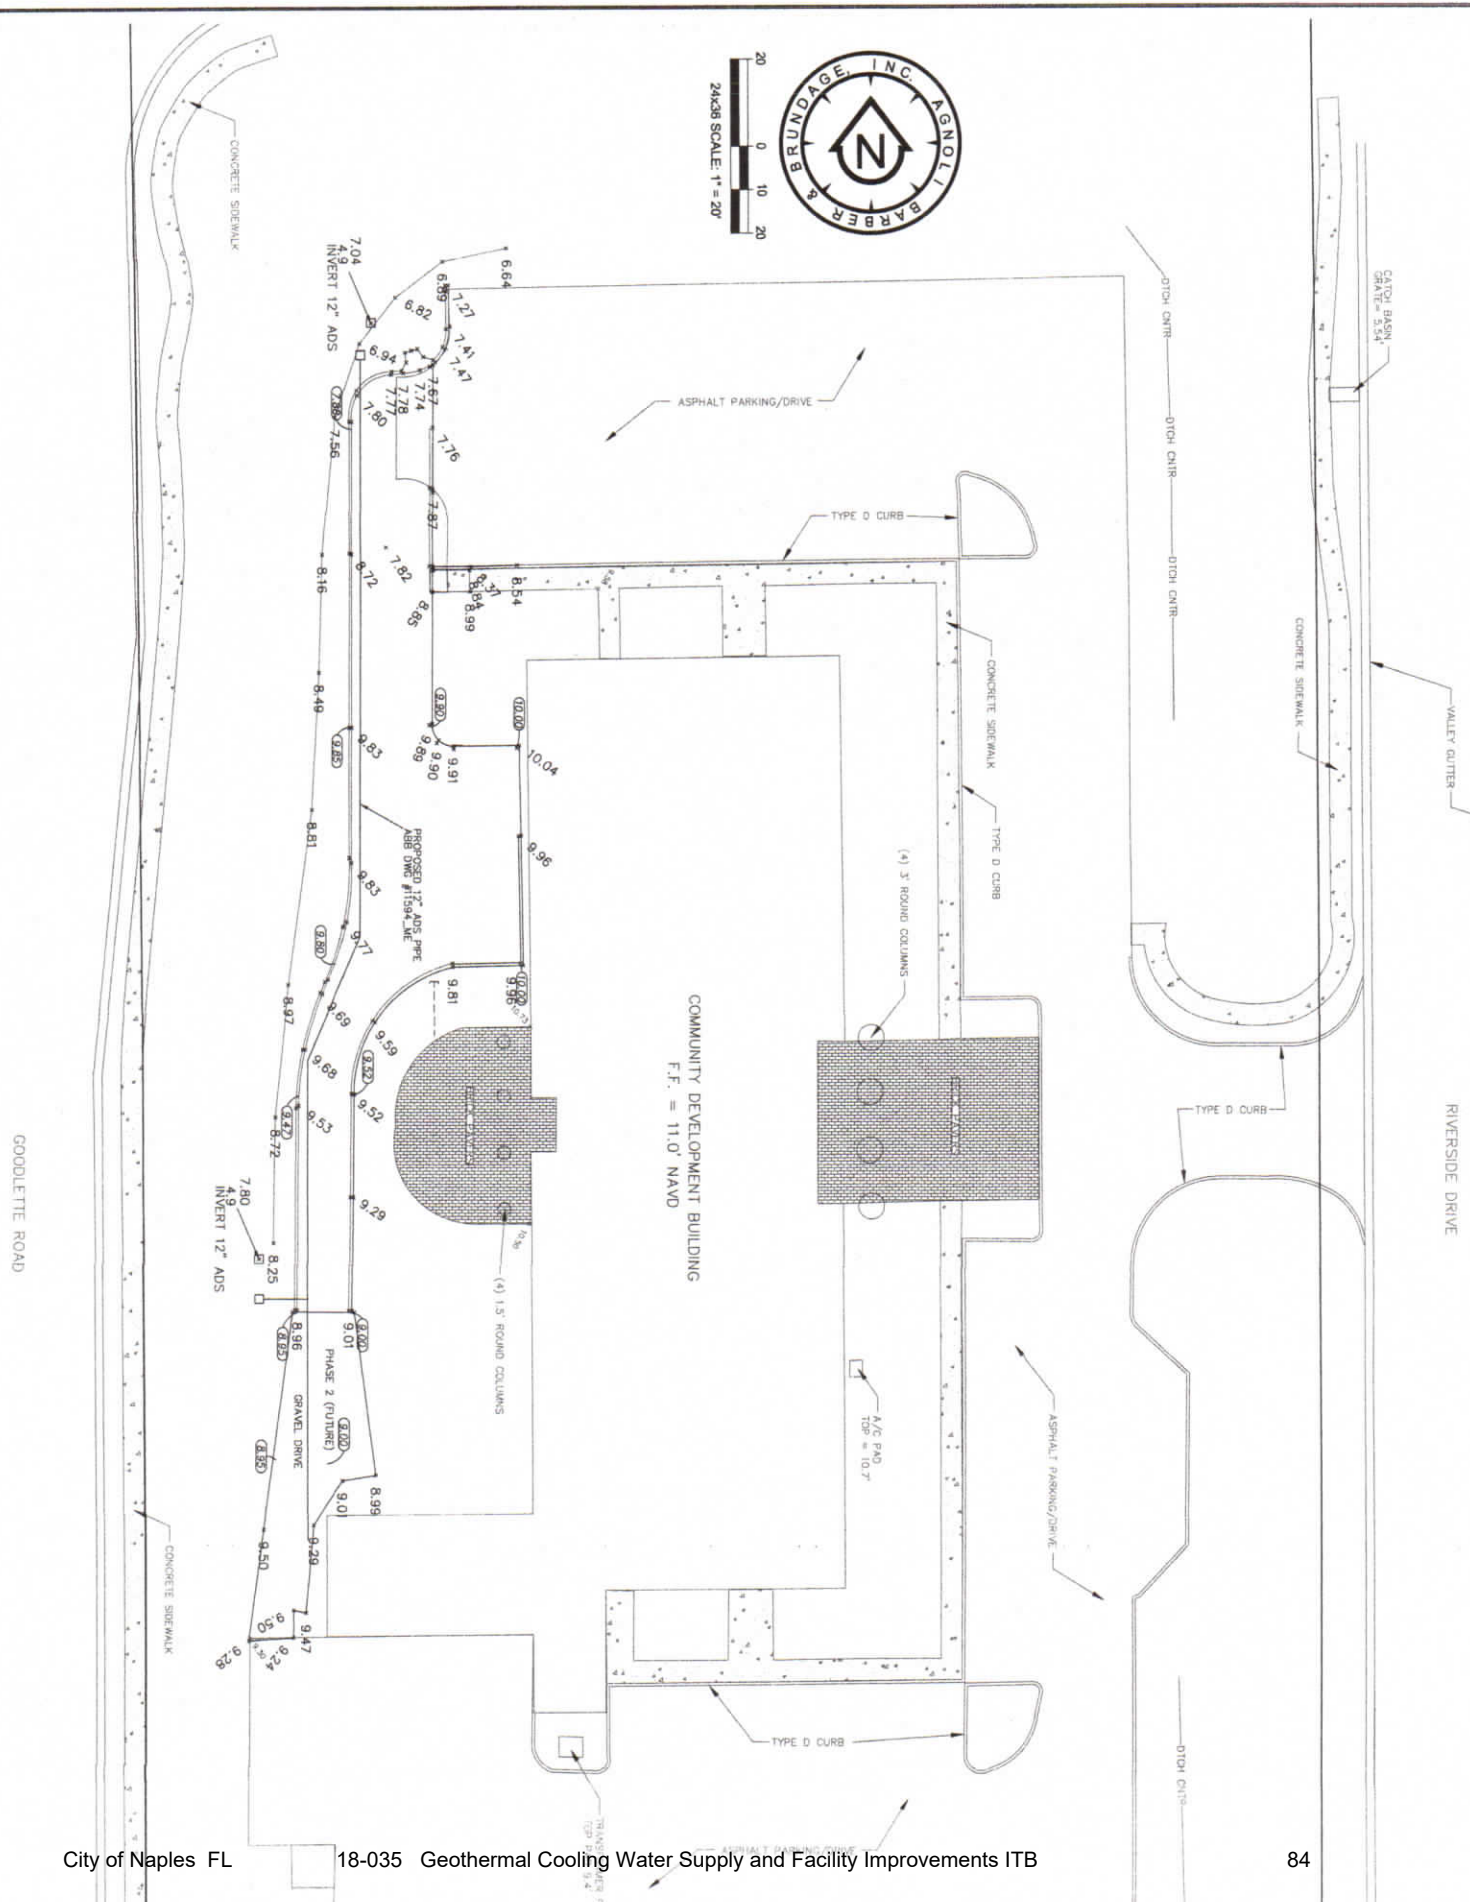 AGNOLI BARBER & BRUNDAGE, INC.
N
20 0 10 20
24x36 SCALE: 1" = 20'
CONCRETE SIDEWALK
7.04
4.9
INVERT 12" ADS
6.64
6.89
7.27
6.82
7.41
7.47
6.94
7.67
7.74
7.78
7.77
7.80
7.86
7.56
7.76
7.87
7.82
8.72
8.16
8.37
8.54
8.84
8.99
8.85
8.49
9.90
10.00
9.83
9.85
9.89
9.90
9.91
10.04
8.81
9.83
9.96
PROPOSED 12" ADS PIPE
ABB DWG #11594_ME
9.77
9.80
8.97
9.69
9.81
10.00
9.96
10.73
9.59
9.68
9.52
9.52
9.47
9.53
8.72
9.29
7.80
4.9
INVERT 12" ADS
8.25
8.96
8.95
9.01
9.00
PHASE 2 (FUTURE)
9.00
GRAVEL DRIVE
8.95
8.99
9.01
9.29
9.50
9.50
9.47
9.24
9.28
CONCRETE SIDEWALK
GOODLETTE ROAD
ASPHALT PARKING/DRIVE
TYPE D CURB
CONCRETE SIDEWALK
TYPE D CURB
(4) 3' ROUND COLUMNS
COMMUNITY DEVELOPMENT BUILDING
F.F. = 11.0' NAVD
BRICK PAVERS
BRICK PAVERS
(4) 1.5' ROUND COLUMNS
A/C PAD
TOP = 10.7'
ASPHALT PARKING/DRIVE
TYPE D CURB
DTCH CNTR
DTCH CNTR
DTCH CNTR
DTCH CNTR
CATCH BASIN
GRATE= 5.54'
CONCRETE SIDEWALK
VALLEY GUTTER
TYPE D CURB
RIVERSIDE DRIVE
ASPHALT PARKING/DRIVE
City of Naples FL 18-035 Geothermal Cooling Water Supply and Facility Improvements ITB 84